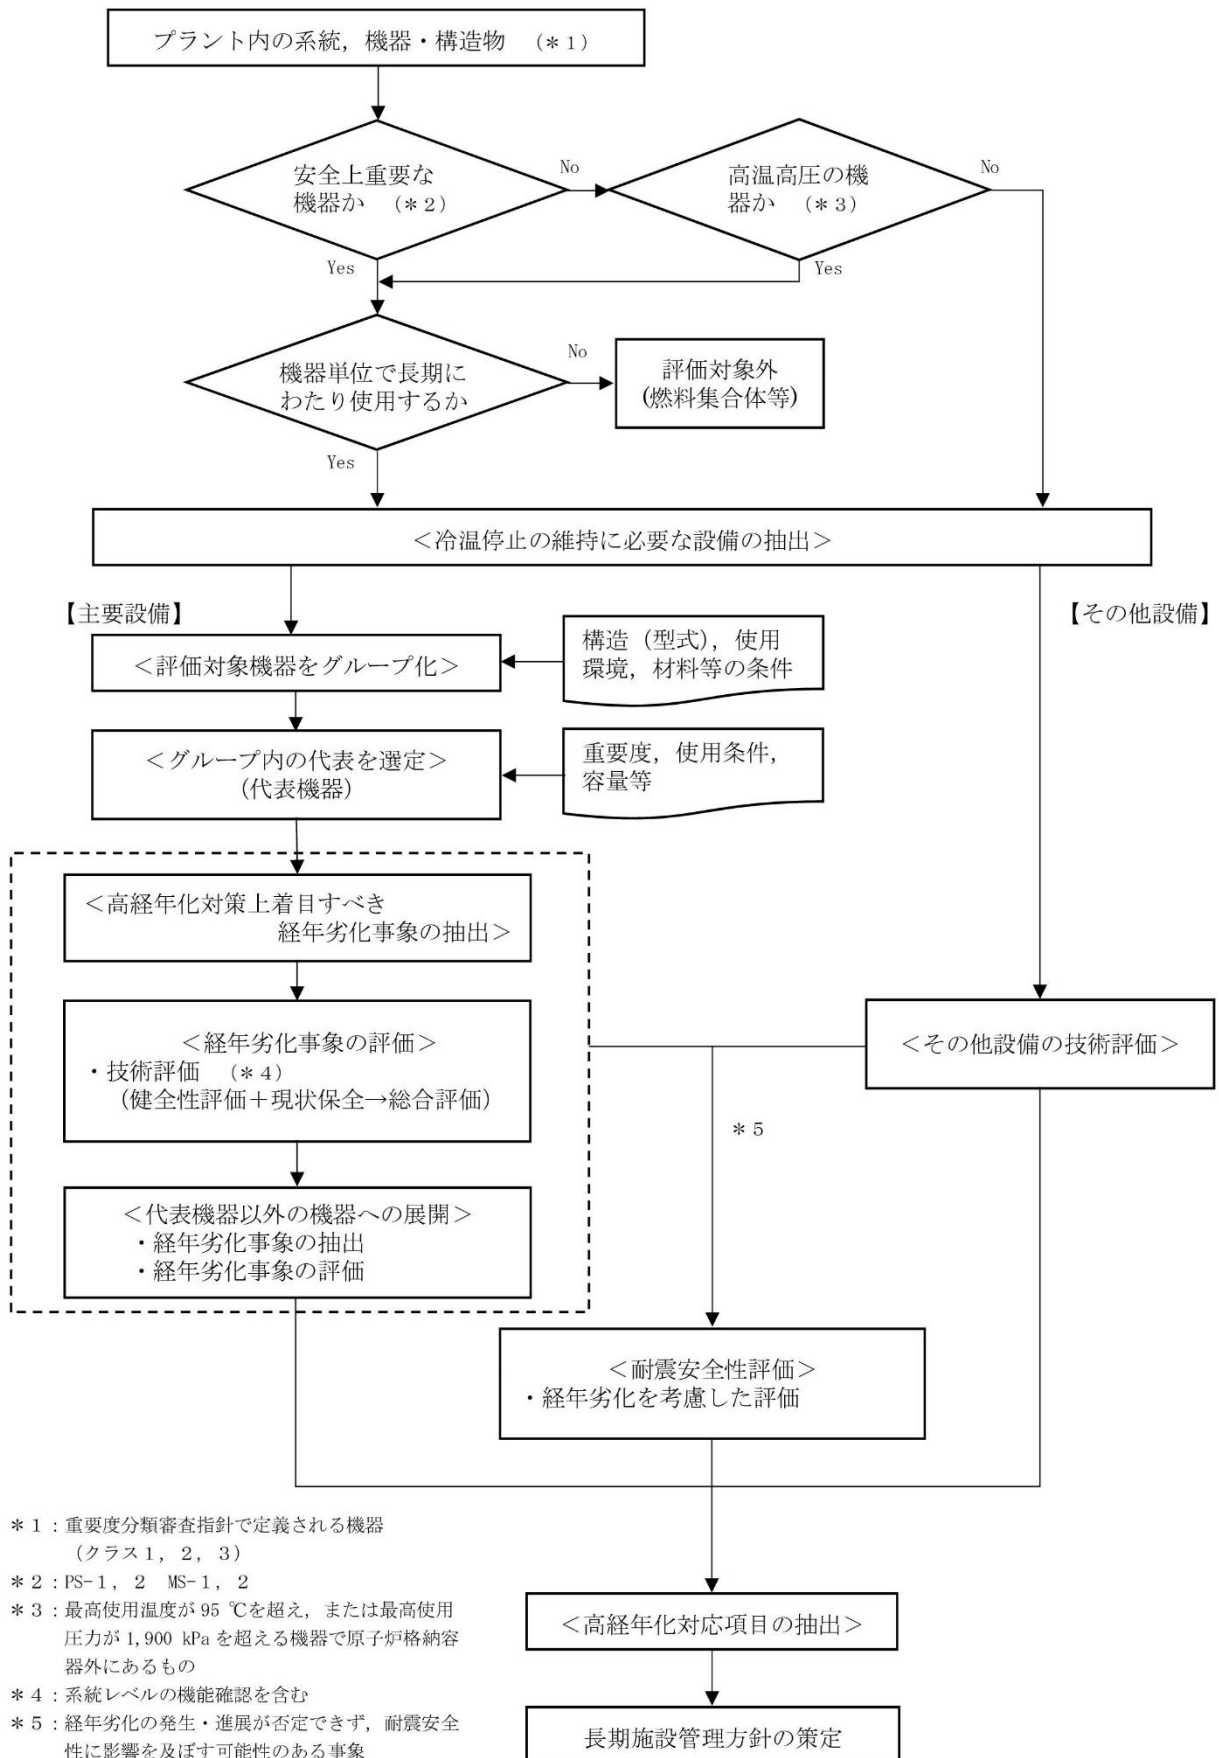 プラント内の系統，機器・構造物　（＊１）
安全上重要な
機器か　（＊２）
No
高温高圧の機
器か　（＊３）
No
Yes
Yes
機器単位で長期に
わたり使用するか
No
評価対象外
(燃料集合体等)
Yes
＜冷温停止の維持に必要な設備の抽出＞
【主要設備】
【その他設備】
＜評価対象機器をグループ化＞
構造（型式），使用
環境，材料等の条件
＜グループ内の代表を選定＞
(代表機器)
重要度，使用条件，
容量等
＜高経年化対策上着目すべき
経年劣化事象の抽出＞
＜経年劣化事象の評価＞
・技術評価　（＊４）
（健全性評価＋現状保全→総合評価）
＜その他設備の技術評価＞
＊５
＜代表機器以外の機器への展開＞
・経年劣化事象の抽出
・経年劣化事象の評価
＜耐震安全性評価＞
・経年劣化を考慮した評価
＊１：重要度分類審査指針で定義される機器
（クラス１，２，３）
＊２：PS-１，２　MS-１，２
＊３：最高使用温度が 95 ℃を超え，または最高使用
圧力が 1,900 kPa を超える機器で原子炉格納容
器外にあるもの
＊４：系統レベルの機能確認を含む
＊５：経年劣化の発生・進展が否定できず，耐震安全
性に影響を及ぼす可能性のある事象
＜高経年化対応項目の抽出＞
長期施設管理方針の策定